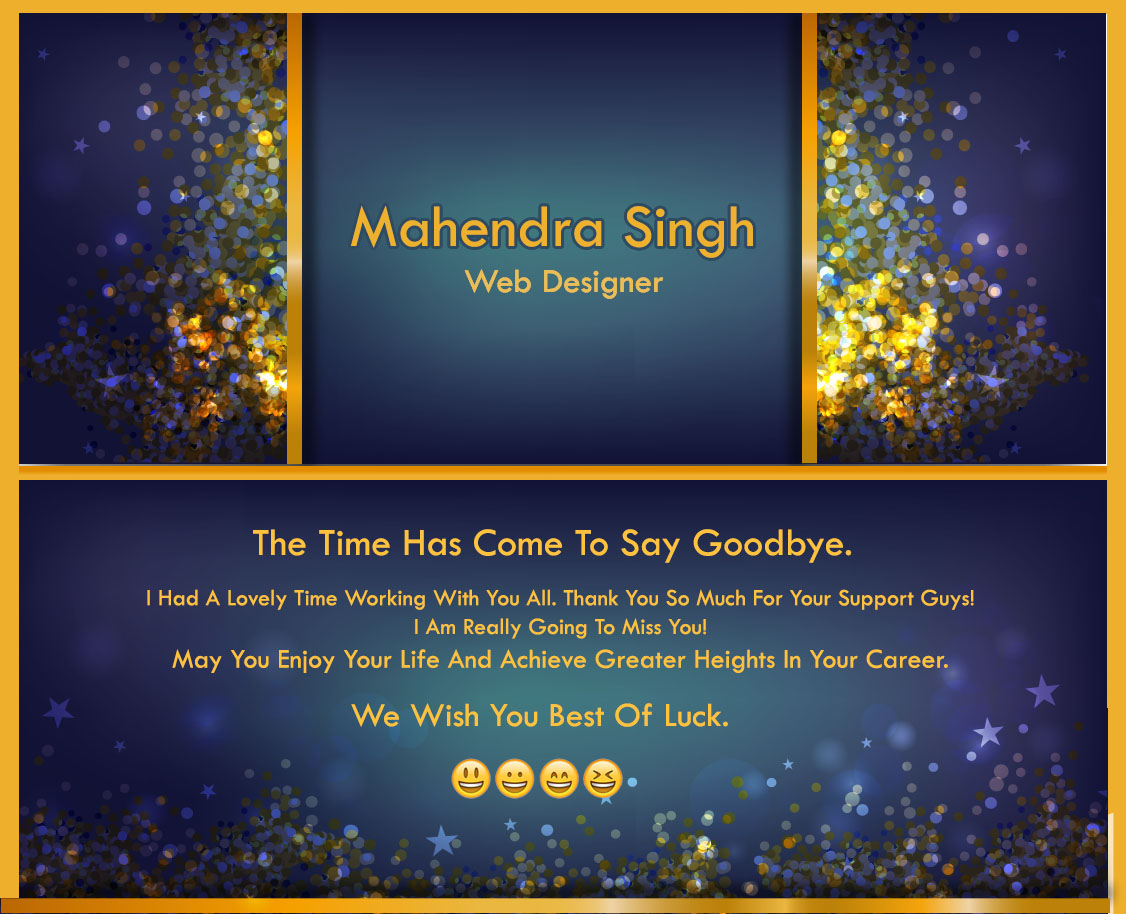 Mahendra Singh
Web Designer
The Time Has Come To Say Goodbye.
I Had A Lovely Time Working With You All. Thank You So Much For Your Support Guys!
I Am Really Going To Miss You!
May You Enjoy Your Life And Achieve Greater Heights In Your Career.
We Wish You Best Of Luck.
😃😀😄😆